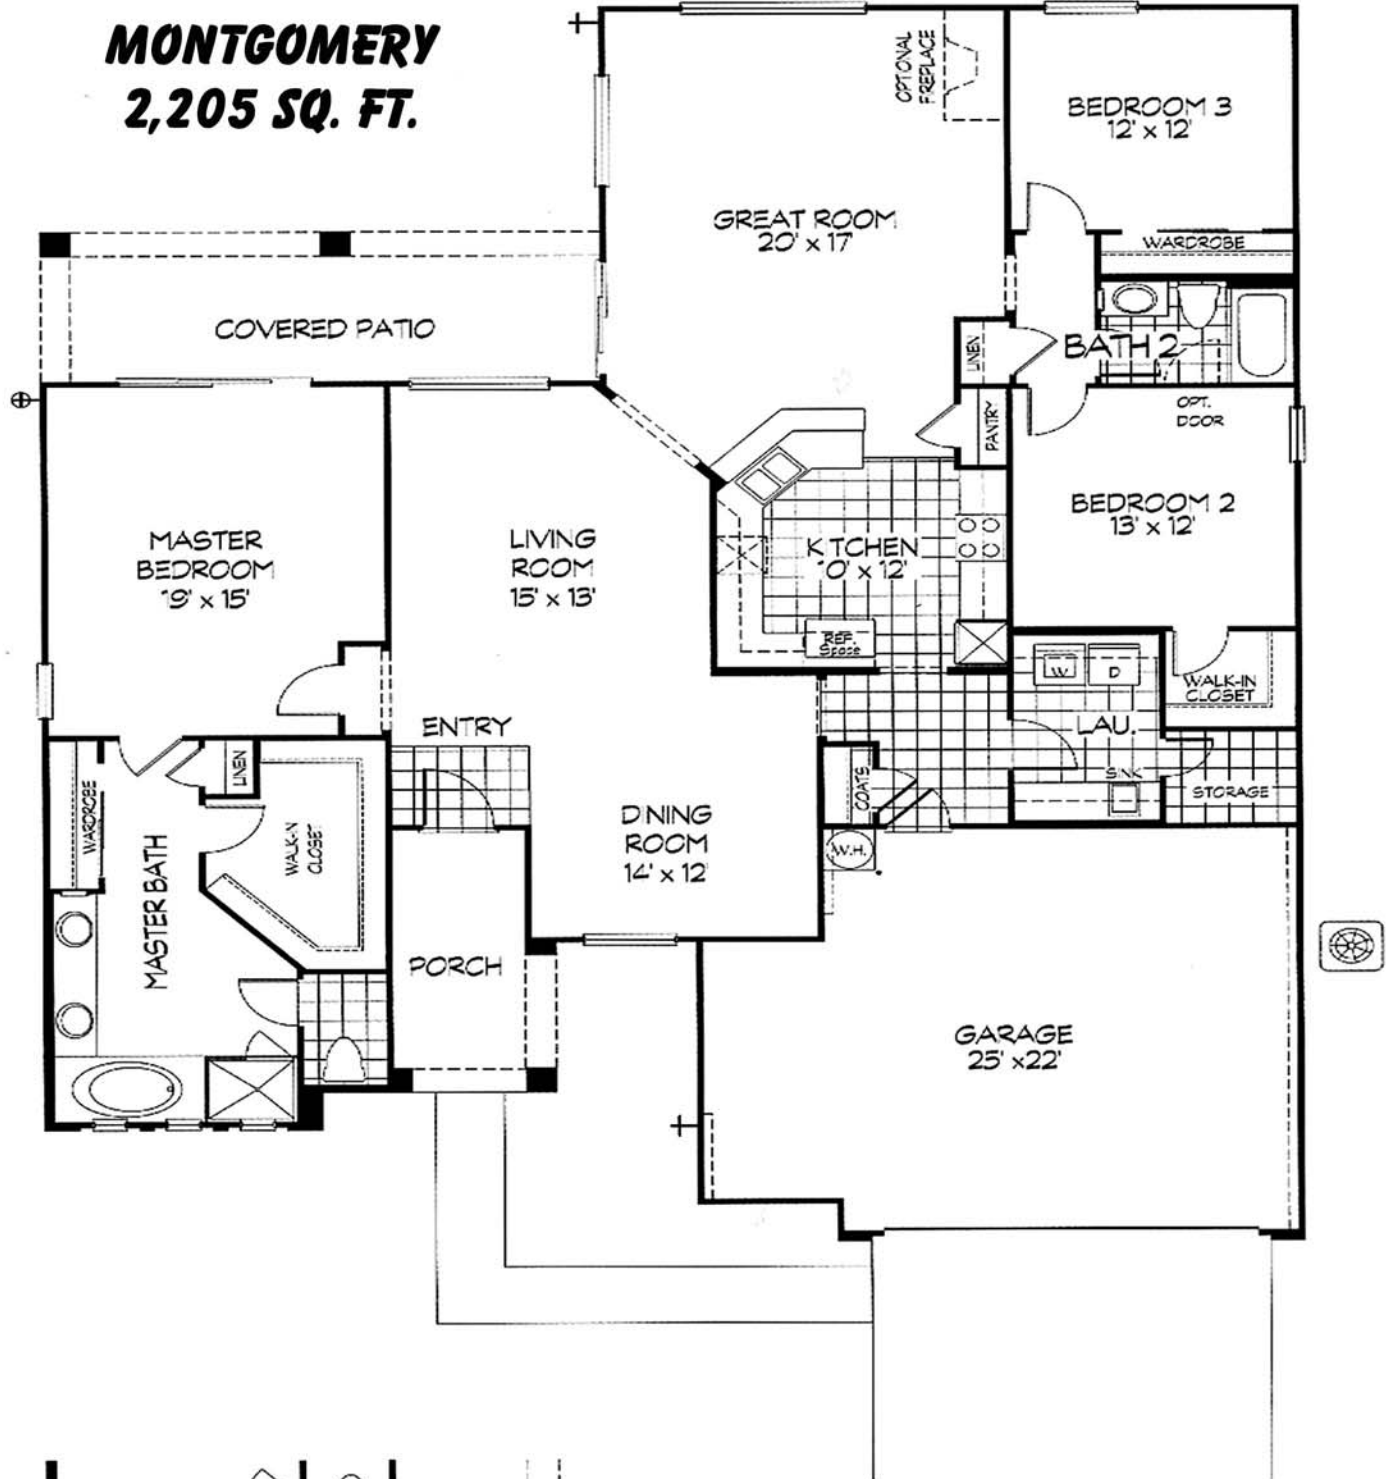 MONTGOMERY
2,205 SQ. FT.
OPTIONAL
FIREPLACE
BEDROOM 3
12' x 12'
GREAT ROOM
20' x 17'
WARDROBE
COVERED PATIO
LINEN
BATH 2
PANTRY
OPT.
DOOR
BEDROOM 2
13' x 12'
MASTER
BEDROOM
19' x 15'
LIVING
ROOM
15' x 13'
KITCHEN
10' x 12'
REF.
Space
W
D
WALK-IN
CLOSET
ENTRY
LAU.
LINEN
WARDROBE
COATS
SNK
STORAGE
DINING
ROOM
14' x 12'
WALK-IN
CLOSET
W.H.
MASTER BATH
PORCH
GARAGE
25' x22'